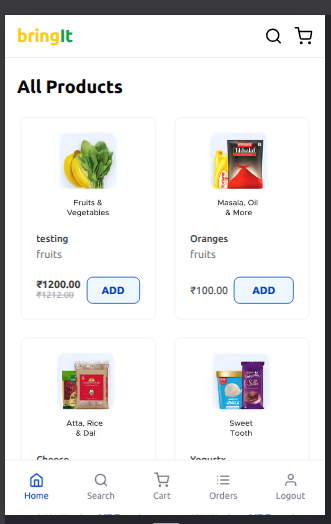 bringIt
All Products
Fruits &
Vegetables
testing
fruits
₹1200.00
₹1212.00
ADD
Masala, Oil
& More
Oranges
fruits
₹100.00
ADD
Atta, Rice
& Dal
Cheese
Sweet
Tooth
Yogurts
Home
Search
Cart
Orders
Logout